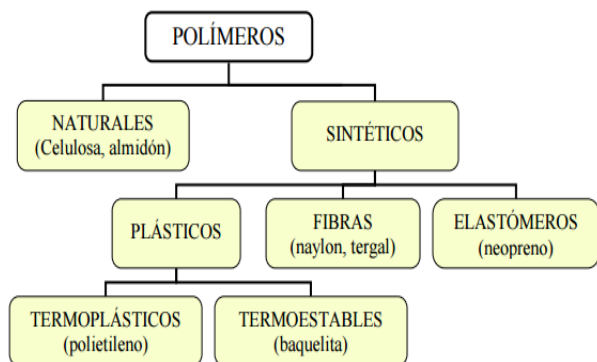 POLÍMEROS
NATURALES
(Celulosa, almidón)
SINTÉTICOS
PLÁSTICOS
FIBRAS
(naylon, tergal)
ELASTÓMEROS
(neopreno)
TERMOPLÁSTICOS
(polietileno)
TERMOESTABLES
(baquelita)